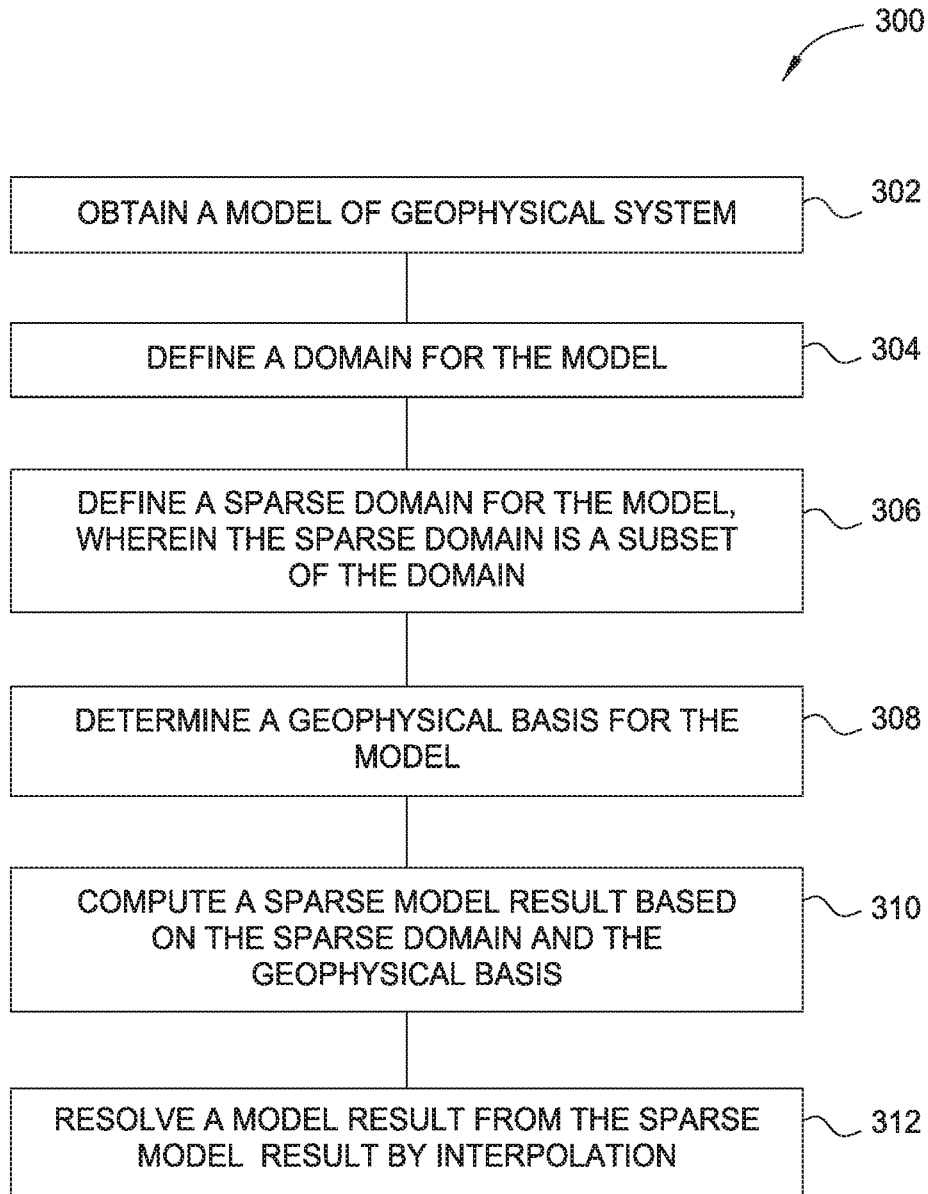 300
OBTAIN A MODEL OF GEOPHYSICAL SYSTEM
302
DEFINE A DOMAIN FOR THE MODEL
304
DEFINE A SPARSE DOMAIN FOR THE MODEL,
WHEREIN THE SPARSE DOMAIN IS A SUBSET
OF THE DOMAIN
306
DETERMINE A GEOPHYSICAL BASIS FOR THE
MODEL
308
COMPUTE A SPARSE MODEL RESULT BASED
ON THE SPARSE DOMAIN AND THE
GEOPHYSICAL BASIS
310
RESOLVE A MODEL RESULT FROM THE SPARSE
MODEL RESULT BY INTERPOLATION
312